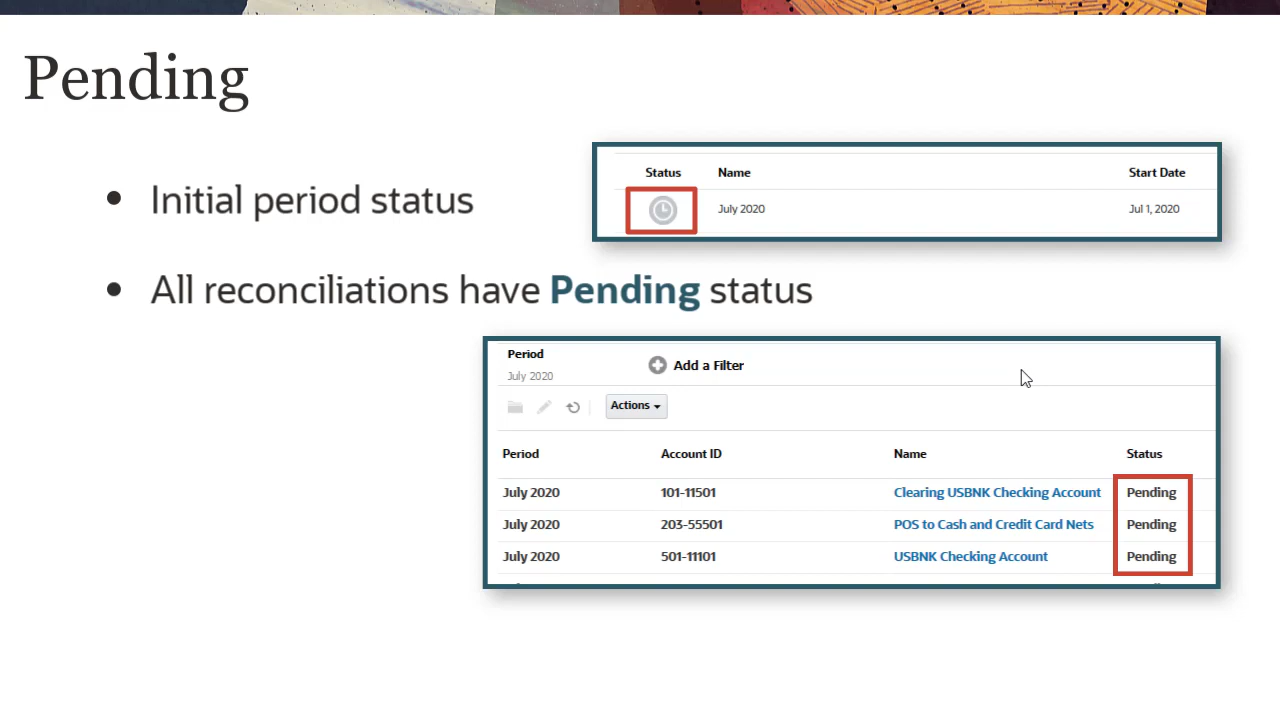 Pending
• Initial period status
Status Name Start Date
July 2020 Jul 1, 2020
• All reconciliations have Pending status
Period
July 2020
Add a Filter
Actions
Period Account ID Name Status
July 2020 101-11501 Clearing USBNK Checking Account Pending
July 2020 203-55501 POS to Cash and Credit Card Nets Pending
July 2020 501-11101 USBNK Checking Account Pending